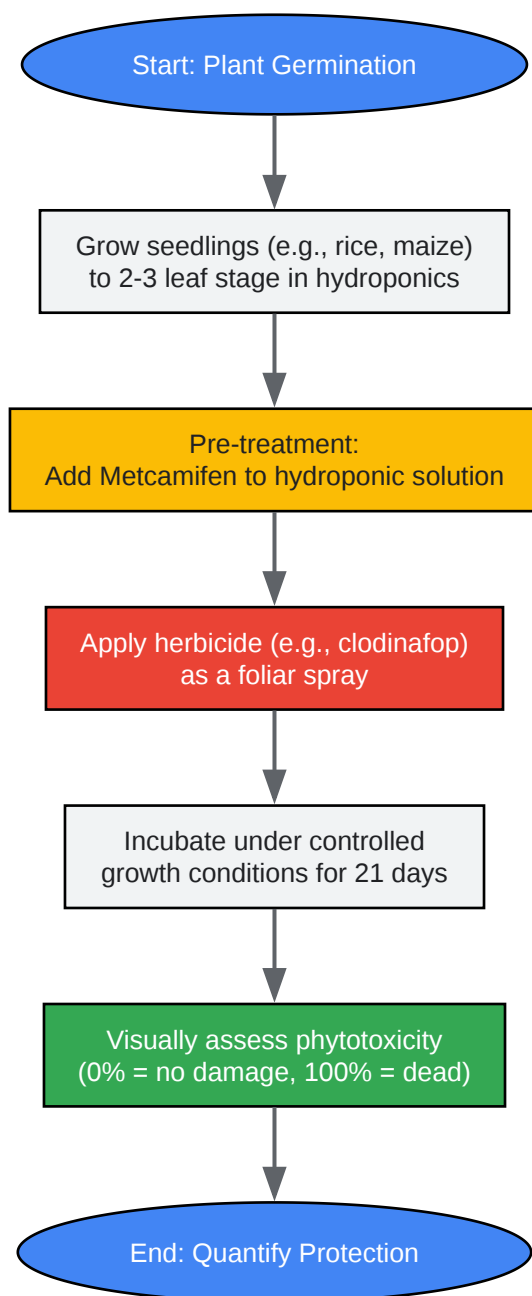 Start: Plant Germination
Grow seedlings (e.g., rice, maize)
to 2-3 leaf stage in hydroponics
Pre-treatment:
Add Metcamifen to hydroponic solution
Apply herbicide (e.g., clodinafop)
as a foliar spray
Incubate under controlled
growth conditions for 21 days
Visually assess phytotoxicity
(0% = no damage, 100% = dead)
End: Quantify Protection